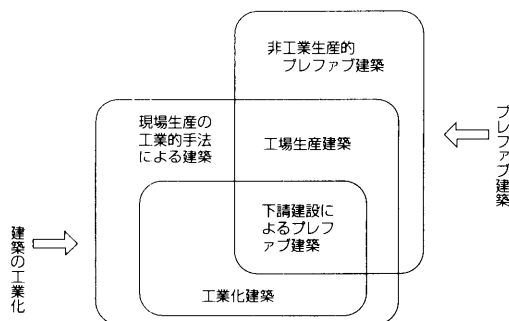 非工業生産的
プレファブ建築
現場生産の
工業的手法
による建築
工場生産建築
プレファブ建築
下請建設に
よるプレフ
ァブ建築
建築の工業化
工業化建築